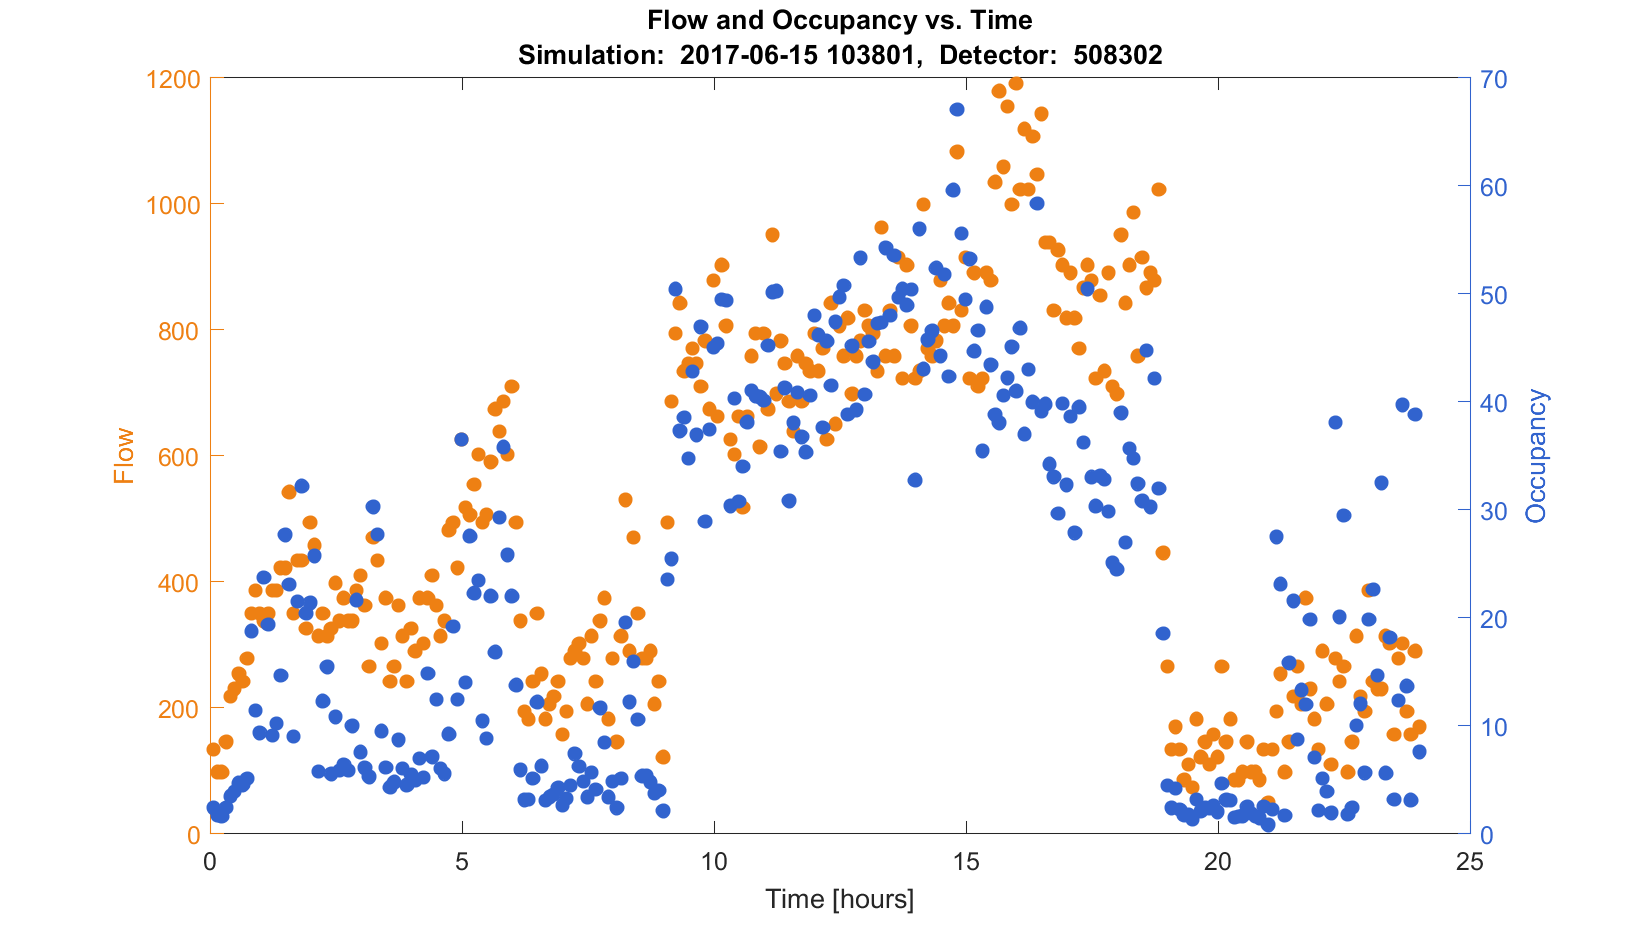 Flow and Occupancy vs. Time
Simulation:  2017-06-15 103801,  Detector:  508302
1200
1000
800
600
400
200
0
Flow
70
60
50
40
30
20
10
0
Occupancy
0 5 10 15 20 25
Time [hours]